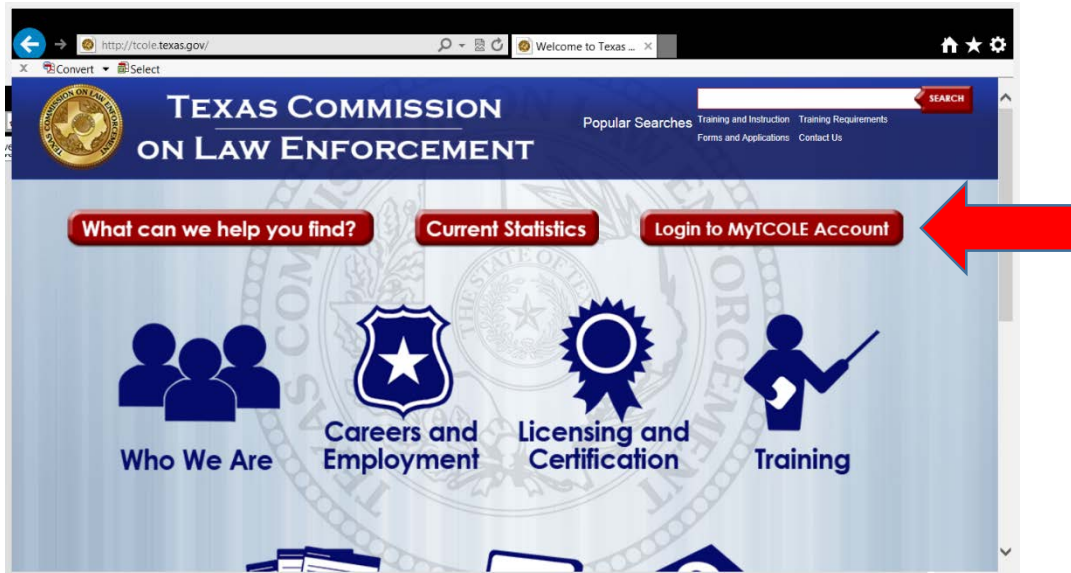 http://tcole.texas.gov/
Welcome to Texas ...
X Convert Select
TEXAS COMMISSION
ON LAW ENFORCEMENT
Popular Searches
SEARCH
Training and Instruction Training Requirements
Forms and Applications Contact Us
What can we help you find?
Current Statistics
Login to MyTCOLE Account
Who We Are
Careers and
Employment
Licensing and
Certification
Training